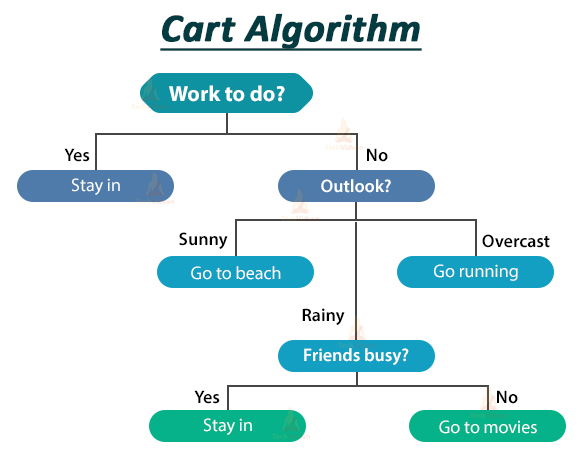 Cart Algorithm
Work to do?
Yes
No
Stay in
Outlook?
Sunny
Overcast
Go to beach
Go running
Rainy
Friends busy?
Yes
No
Stay in
Go to movies